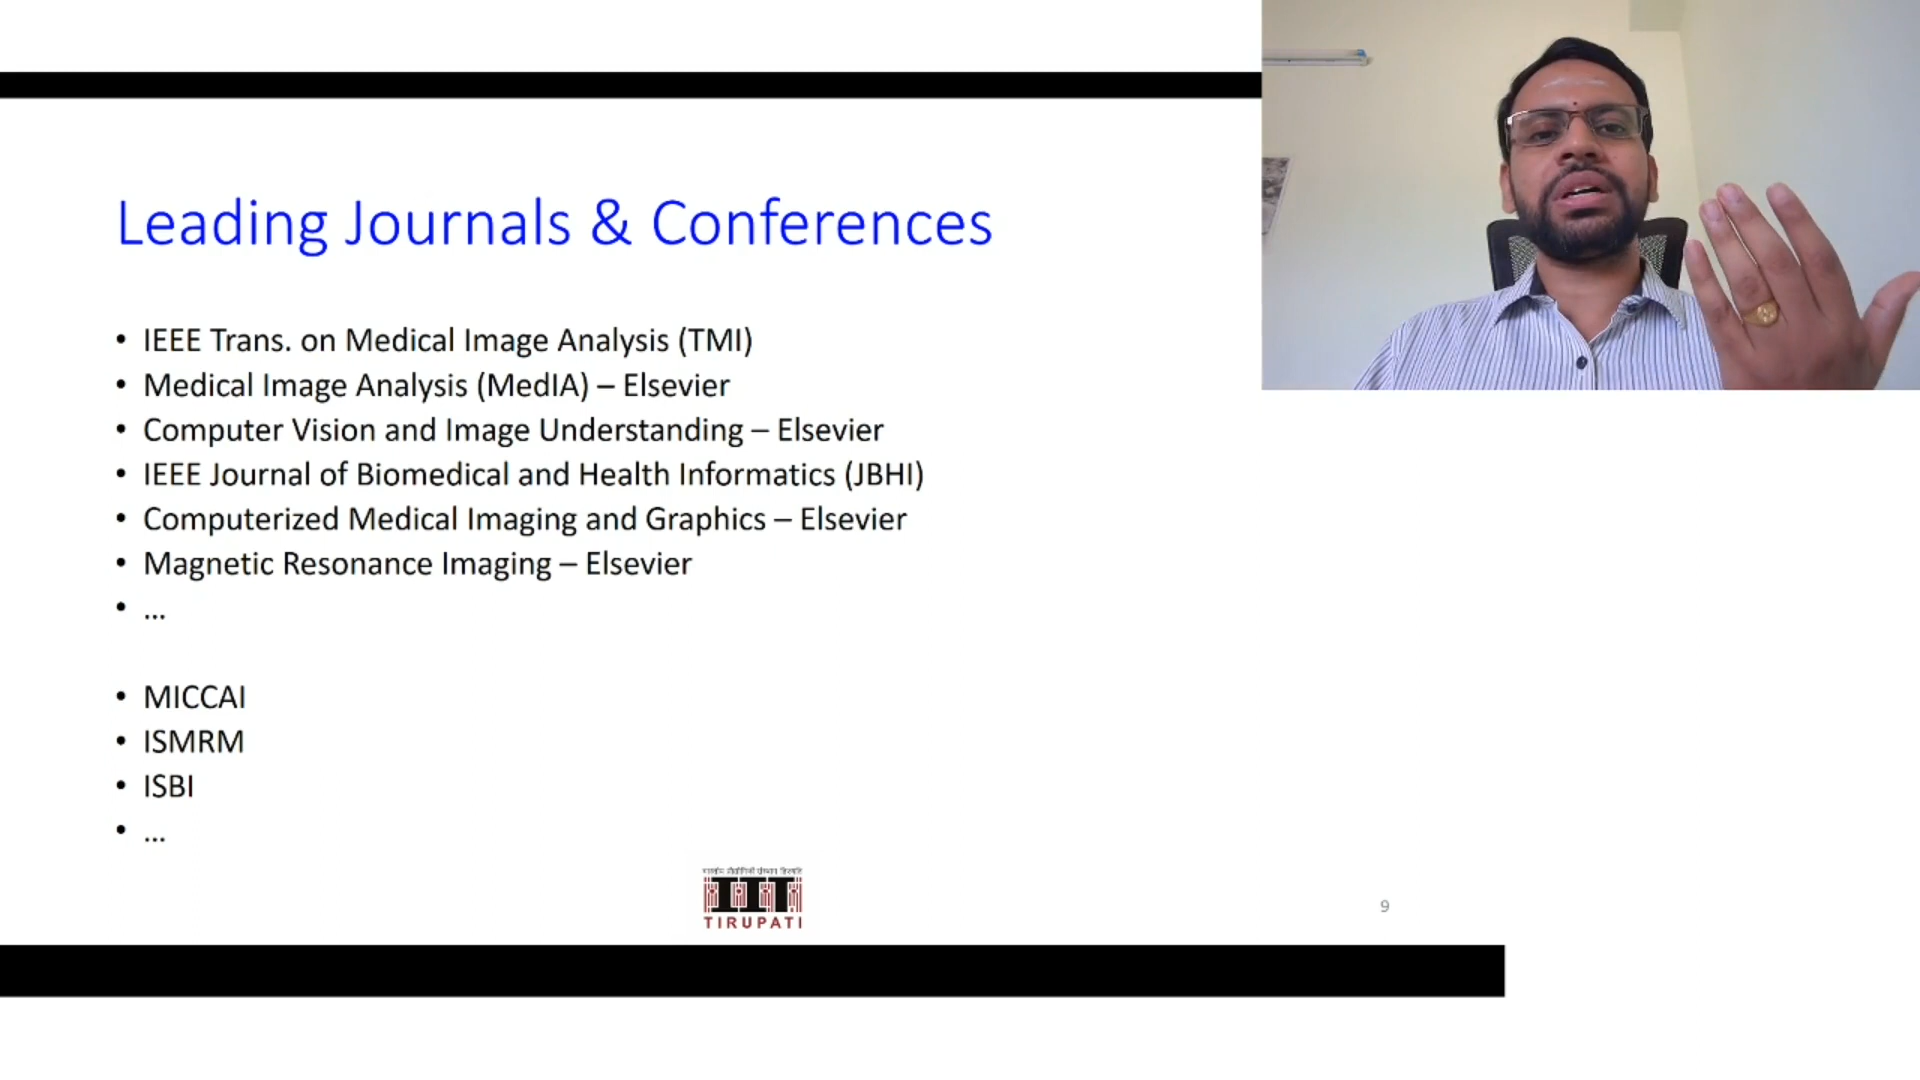 Leading Journals & Conferences
• IEEE Trans. on Medical Image Analysis (TMI)
• Medical Image Analysis (MedIA) – Elsevier
• Computer Vision and Image Understanding – Elsevier
• IEEE Journal of Biomedical and Health Informatics (JBHI)
• Computerized Medical Imaging and Graphics – Elsevier
• Magnetic Resonance Imaging – Elsevier
• ...
• MICCAI
• ISMRM
• ISBI
• ...
भारतीय प्रौद्योगिकी संस्थान तिरुपति
TIRUPATI
9